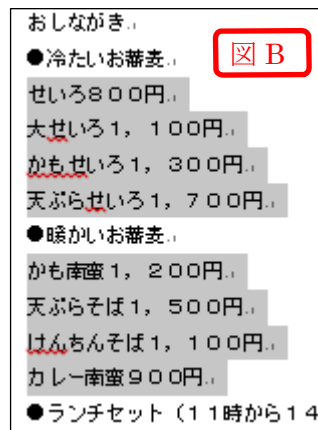 おしながき
図 B
●冷たいお蕎麦
せいろ８００円
大せいろ１，１００円
かもせいろ１，３００円
天ぷらせいろ１，７００円
●暖かいお蕎麦
かも南蛮１，２００円
天ぷらそば１，５００円
けんちんそば１，１００円
カレー南蛮９００円
●ランチセット（１１時から１４